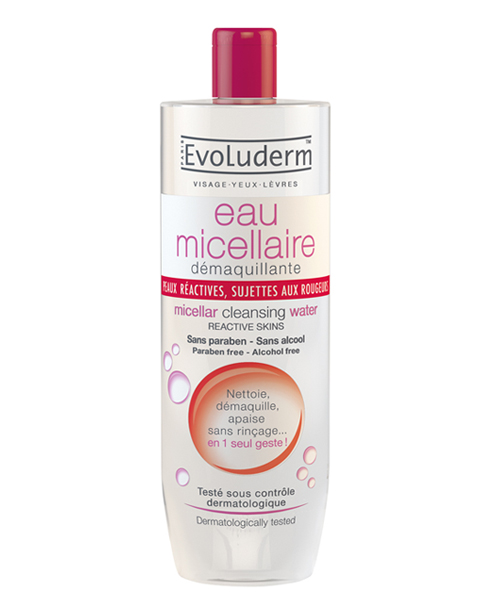 PARIS
EVOLUDERM™
VISAGE-YEUX-LÈVRES
eau
micellaire
démaquillante
PEAUX RÉACTIVES, SUJETTES AUX ROUGEURS
micellar cleansing water
REACTIVE SKINS
Sans paraben - Sans alcool
Paraben free - Alcohol free
Nettoie,
démaquille,
apaise
sans rinçage...
en 1 seul geste !
Testé sous contrôle
dermatologique
Dermatologically tested